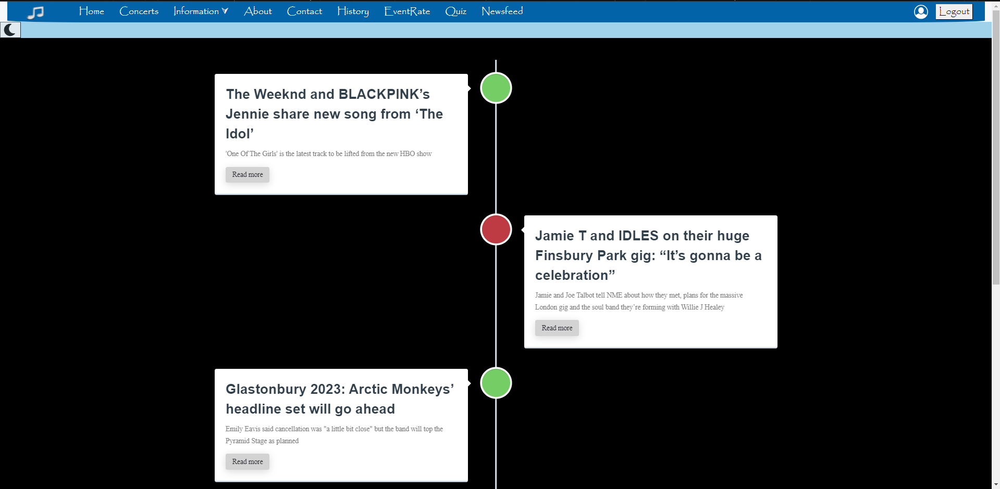 Home Concerts Information About Contact History EventRate Quiz Newsfeed Logout
The Weeknd and BLACKPINK’s
Jennie share new song from ‘The
Idol’
'One Of The Girls' is the latest track to be lifted from the new HBO show
Read more
Jamie T and IDLES on their huge
Finsbury Park gig: “It’s gonna be a
celebration”
Jamie and Joe Talbot tell NME about how they met, plans for the massive
London gig and the soul band they’re forming with Willie J Healey
Read more
Glastonbury 2023: Arctic Monkeys’
headline set will go ahead
Emily Eavis said cancellation was "a little bit close" but the band will top the
Pyramid Stage as planned
Read more